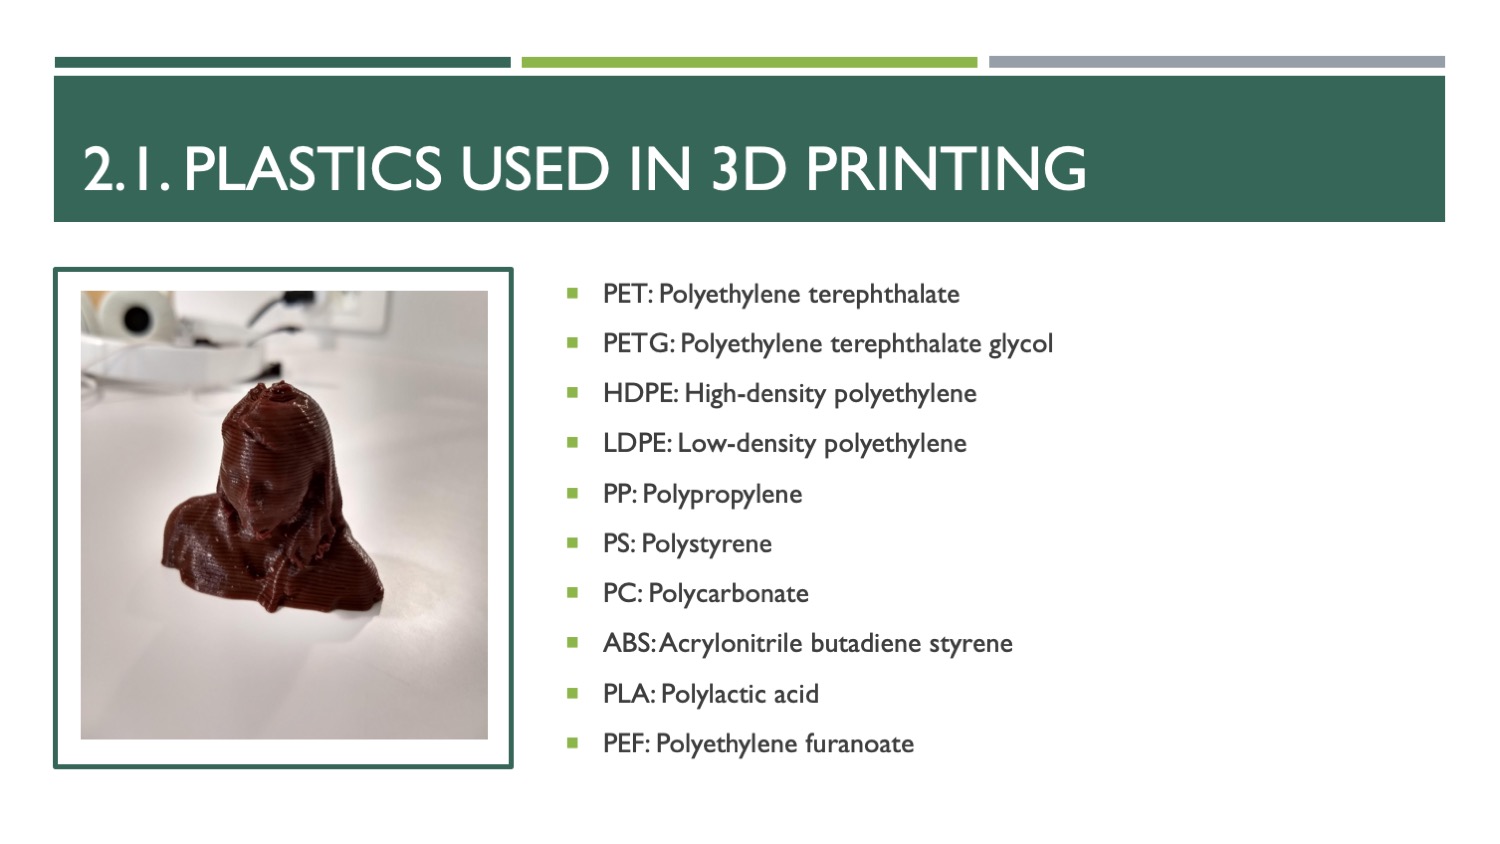 2.1. PLASTICS USED IN 3D PRINTING
PET: Polyethylene terephthalate
PETG: Polyethylene terephthalate glycol
HDPE: High-density polyethylene
LDPE: Low-density polyethylene
PP: Polypropylene
PS: Polystyrene
PC: Polycarbonate
ABS: Acrylonitrile butadiene styrene
PLA: Polylactic acid
PEF: Polyethylene furanoate